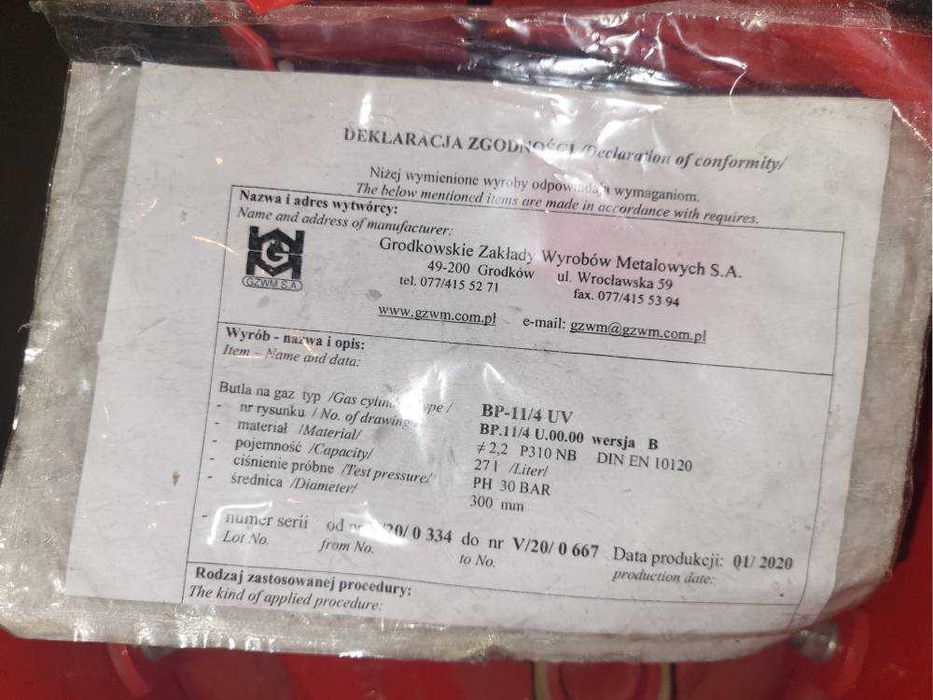 DEKLARACJA ZGODNOŚCI /Declaration of conformity/
Niżej wymienione wyroby odpowiadają wymaganiom.
The below mentioned items are made in accordance with requires.
Nazwa i adres wytwórcy:
Name and address of manufacturer:
G
GZWM S.A
Grodkowskie Zakłady Wyrobów Metalowych S.A.
49-200 Grodków ul. Wrocławska 59
tel. 077/415 52 71 fax. 077/415 53 94
www.gzwm.com.pl e-mail: gzwm@gzwm.com.pl
Wyrób - nazwa i opis:
Item – Name and data:
Butla na gaz typ /Gas cylinder type / BP-11/4 UV
- nr rysunku / No. of drawing BP.11/4 U.00.00 wersja B
- materiał /Material/ ≠ 2,2 P310 NB DIN EN 10120
- pojemność /Capacity/ 27 l /Liter/
- ciśnienie próbne /Test pressure/ PH 30 BAR
- średnica /Diameter/ 300 mm
- numer serii od nr /20/ 0 334 do nr V/20/ 0 667 Data produkcji: 01/ 2020
Lot No. from No. to No. production date:
Rodzaj zastosowanej procedury:
The kind of applied procedure: